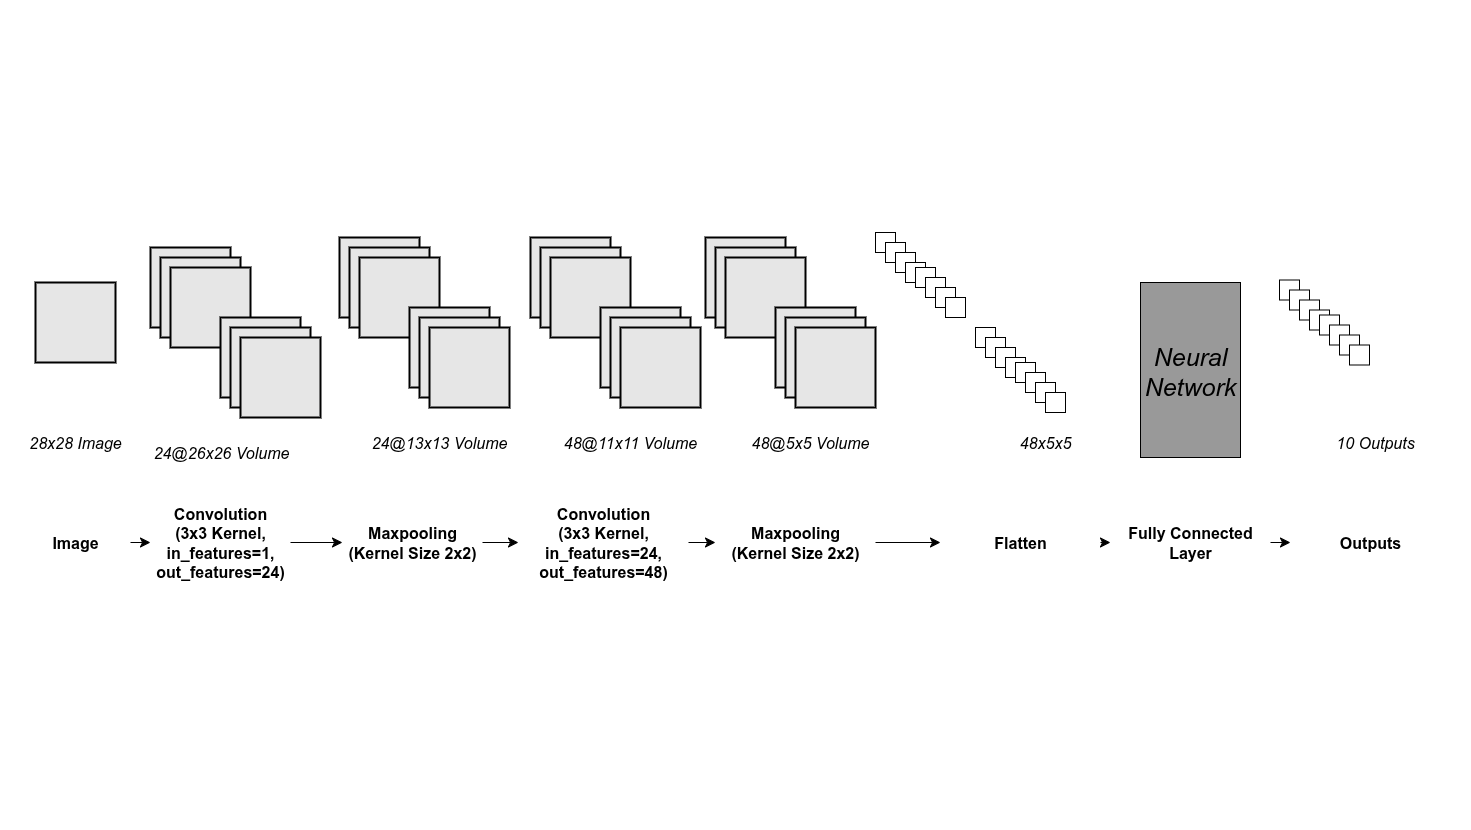 Neural
Network
28x28 Image
24@26x26 Volume
24@13x13 Volume
48@11x11 Volume
48@5x5 Volume
48x5x5
10 Outputs
Image
Convolution
(3x3 Kernel,
in_features=1,
out_features=24)
Maxpooling
(Kernel Size 2x2)
Convolution
(3x3 Kernel,
in_features=24,
out_features=48)
Maxpooling
(Kernel Size 2x2)
Flatten
Fully Connected
Layer
Outputs